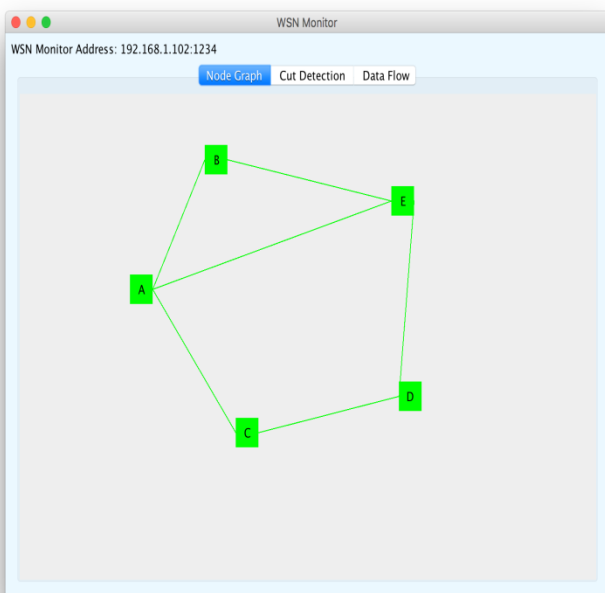 WSN Monitor
WSN Monitor Address: 192.168.1.102:1234
Node Graph Cut Detection Data Flow
B
E
A
D
C